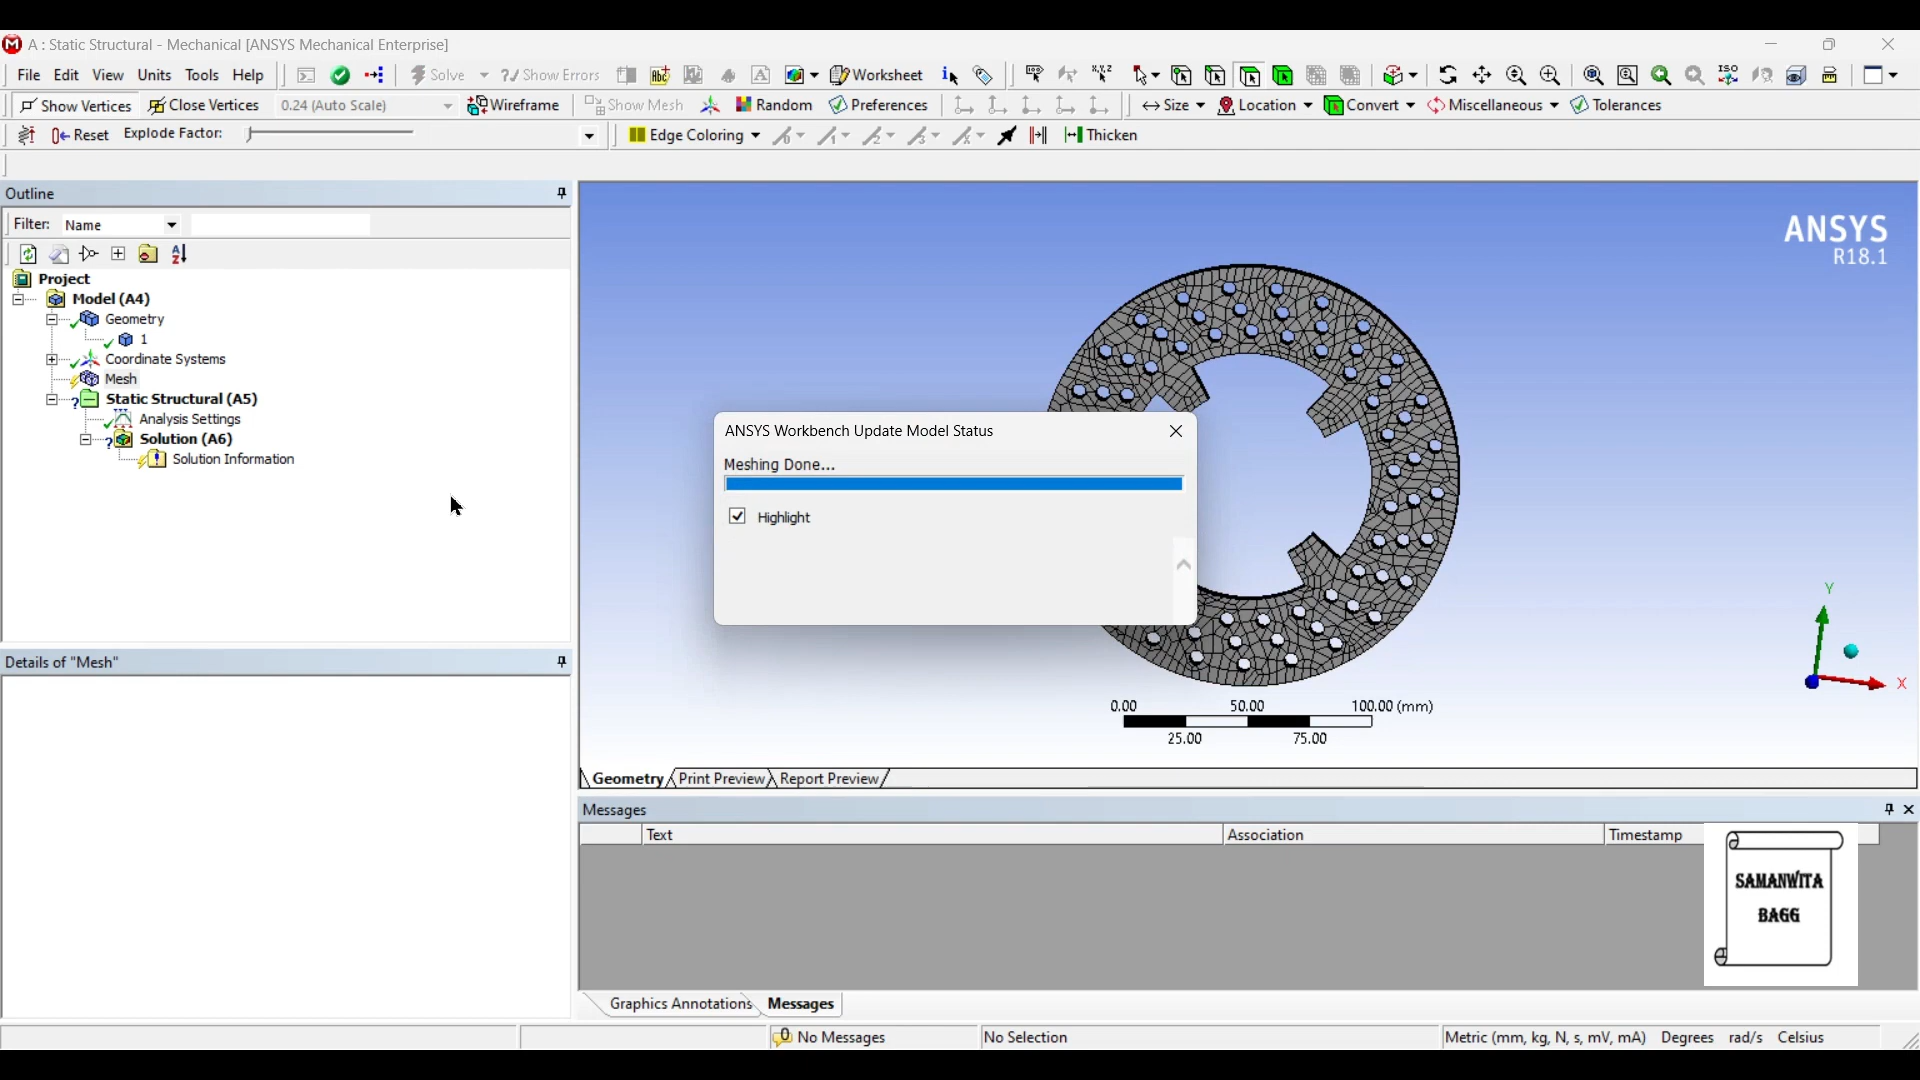 A : Static Structural - Mechanical [ANSYS Mechanical Enterprise]
File Edit View Units Tools Help Solve ?/ Show Errors Worksheet
Show Vertices Close Vertices 0.24 (Auto Scale) Wireframe Show Mesh Random Preferences Size Location Convert Miscellaneous Tolerances
Reset Explode Factor: Edge Coloring Thicken
Outline
Filter: Name
Project
Model (A4)
Geometry
1
Coordinate Systems
Mesh
Static Structural (A5)
Analysis Settings
Solution (A6)
Solution Information
Details of "Mesh"
ANSYS
R18.1
ANSYS Workbench Update Model Status
Meshing Done...
Highlight
Y
X
0.00 50.00 100.00 (mm)
25.00 75.00
Geometry Print Preview Report Preview
Messages
Text Association Timestamp
SAMANWITA
BAGG
Graphics Annotations Messages
0 No Messages No Selection Metric (mm, kg, N, s, mV, mA) Degrees rad/s Celsius